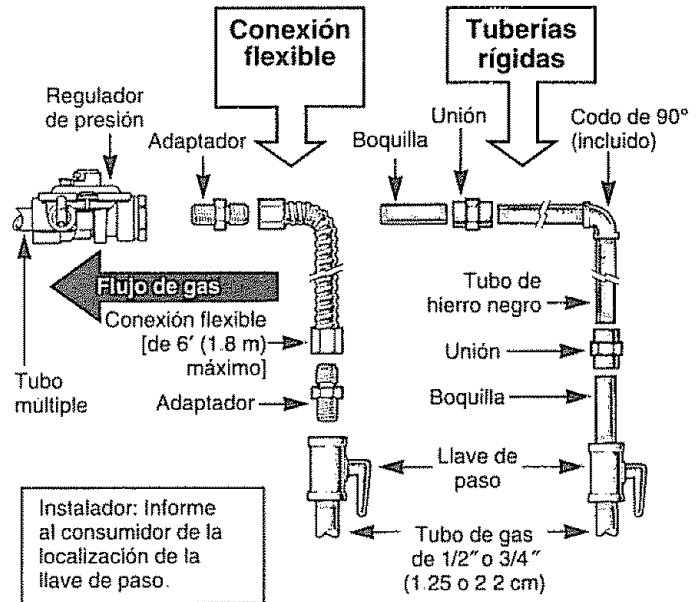 Conexión
flexible
Tuberías
rígidas
Regulador
de presión
Adaptador
Boquilla
Unión
Codo de 90°
(incluido)
Flujo de gas
Conexión flexible
[de 6′ (1.8 m)
máximo]
Tubo
múltiple
Adaptador
Tubo de
hierro negro
Unión
Boquilla
Llave de
paso
Instalador: Informe
al consumidor de la
localización de la
llave de paso.
Tubo de gas
de 1/2″ o 3/4″
(1.25 o 2 2 cm)